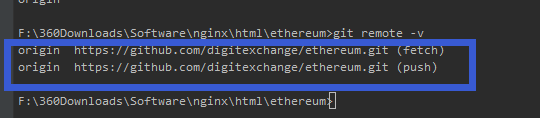 origin
F:\360Downloads\Software\nginx\html\ethereum>git remote -v
origin  https://github.com/digitexchange/ethereum.git (fetch)
origin  https://github.com/digitexchange/ethereum.git (push)
F:\360Downloads\Software\nginx\html\ethereum>